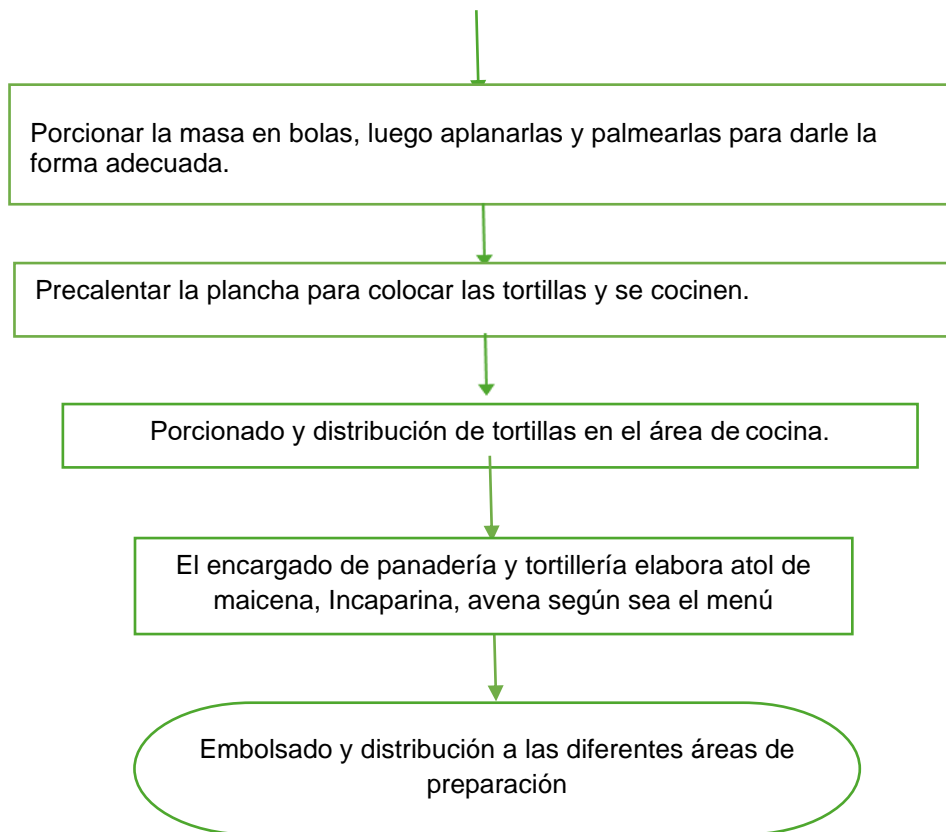 Porcionar la masa en bolas, luego aplanarlas y palmearlas para darle la
forma adecuada.
Precalentar la plancha para colocar las tortillas y se cocinen.
Porcionado y distribución de tortillas en el área de cocina.
El encargado de panadería y tortillería elabora atol de
maicena, Incaparina, avena según sea el menú
Embolsado y distribución a las diferentes áreas de
preparación